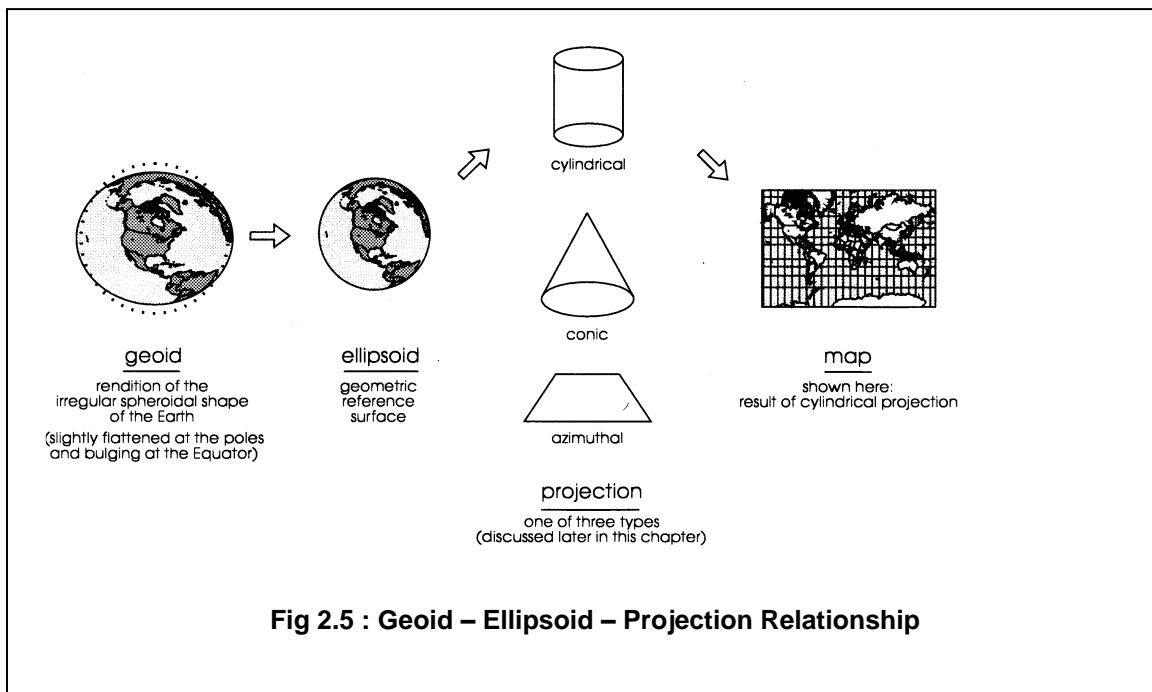 cylindrical
conic
azimuthal
geoid
rendition of the
irregular spheroidal shape
of the Earth
(slightly flattened at the poles
and bulging at the Equator)
ellipsoid
geometric
reference
surface
projection
one of three types
(discussed later in this chapter)
map
shown here:
result of cylindrical projection
Fig 2.5 : Geoid – Ellipsoid – Projection Relationship